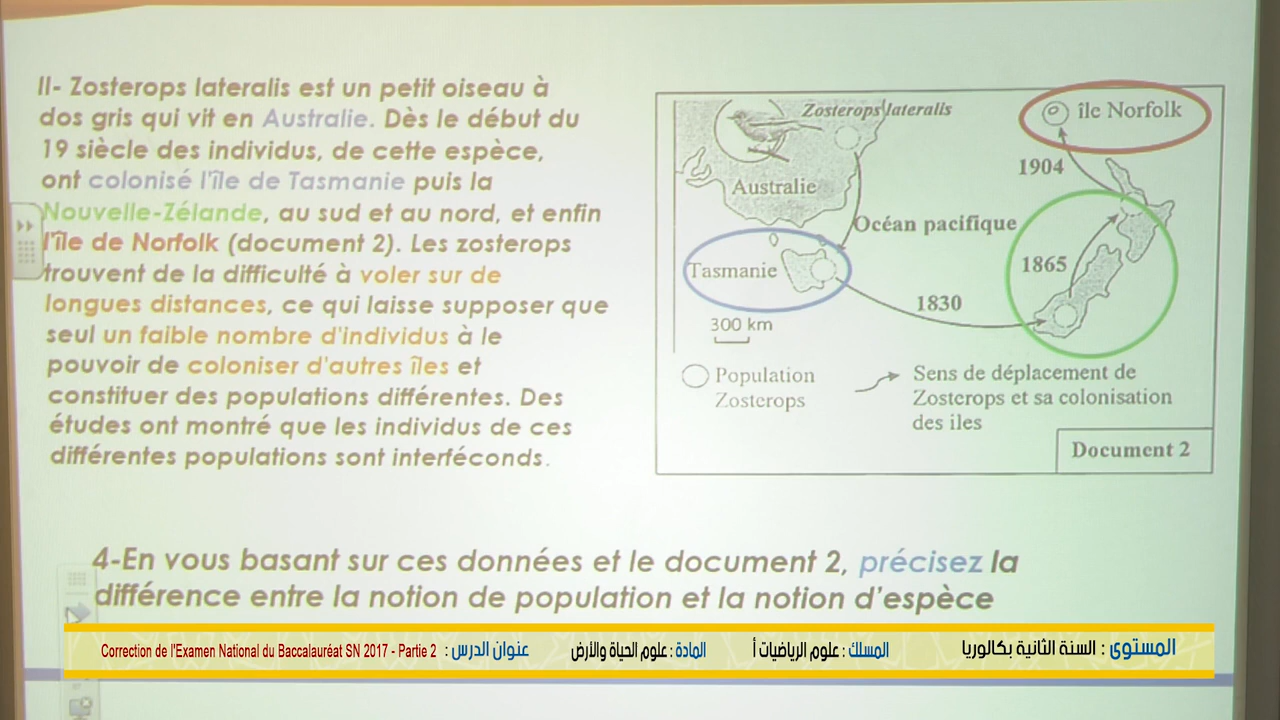 II- Zosterops lateralis est un petit oiseau à
dos gris qui vit en Australie. Dès le début du
19 siècle des individus, de cette espèce,
ont colonisé l'île de Tasmanie puis la
Nouvelle-Zélande, au sud et au nord, et enfin
l'île de Norfolk (document 2). Les zosterops
trouvent de la difficulté à voler sur de
longues distances, ce qui laisse supposer que
seul un faible nombre d'individus à le
pouvoir de coloniser d'autres îles et
constituer des populations différentes. Des
études ont montré que les individus de ces
différentes populations sont interféconds.
Zosterops lateralis
île Norfolk
1904
Australie
Océan pacifique
Tasmanie
1865
1830
300 km
Population
Zosterops
Sens de déplacement de
Zosterops et sa colonisation
des iles
Document 2
4-En vous basant sur ces données et le document 2, précisez la
différence entre la notion de population et la notion d'espèce
المستوى : السنة الثانية بكالوريا
المسلك : علوم الرياضيات أ
المادة : علوم الحياة والأرض
عنوان الدرس : Correction de l'Examen National du Baccalauréat SN 2017 - Partie 2